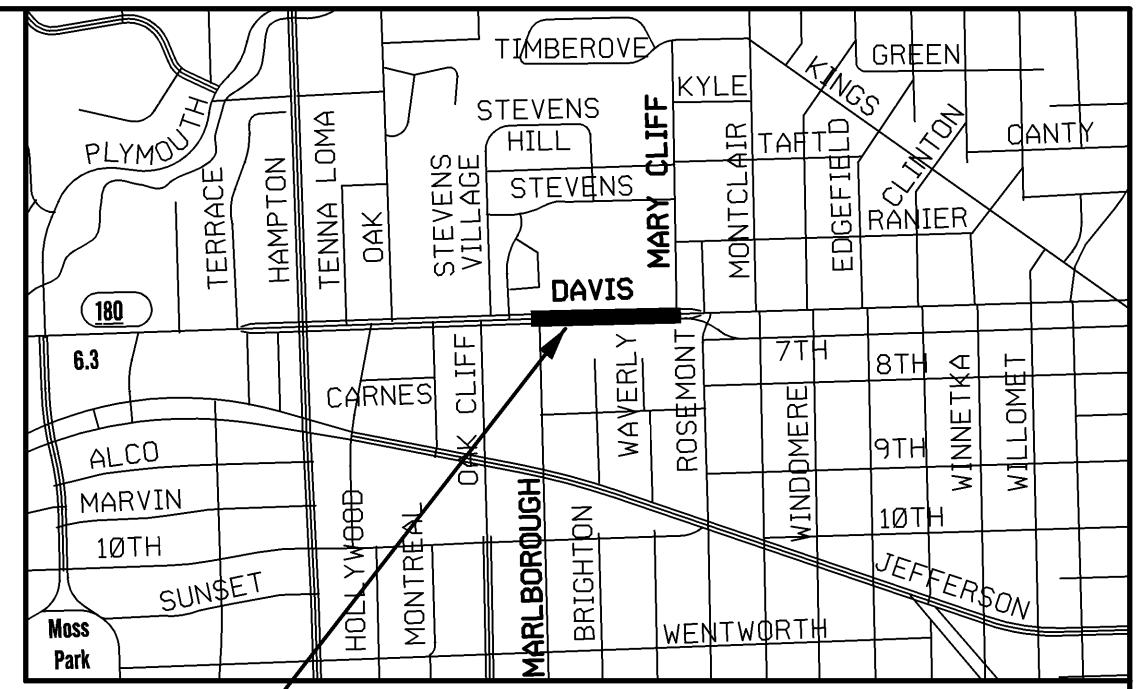 TIMBEROVE
GREEN
KYLE
KINGS
STEVENS
HILL
MARY CLIFF
PLYMOUTH
TENNA LOMA
MONTCLAIR
TAFT
EDGEFIELD
CLINTON
CANTY
TERRACE
HAMPTON
OAK
STEVENS
VILLAGE
STEVENS
RANIER
DAVIS
180
6.3
CARNES
OAK CLIFF
WAVERLY
ROSEMONT
7TH
8TH
WINDOMERE
WINNETKA
WILLOMET
ALCO
9TH
MARVIN
10TH
HOLLYWOOD
MONTREAL
MARLBOROUGH
BRIGHTON
10TH
SUNSET
JEFFERSON
Moss
Park
WENTWORTH